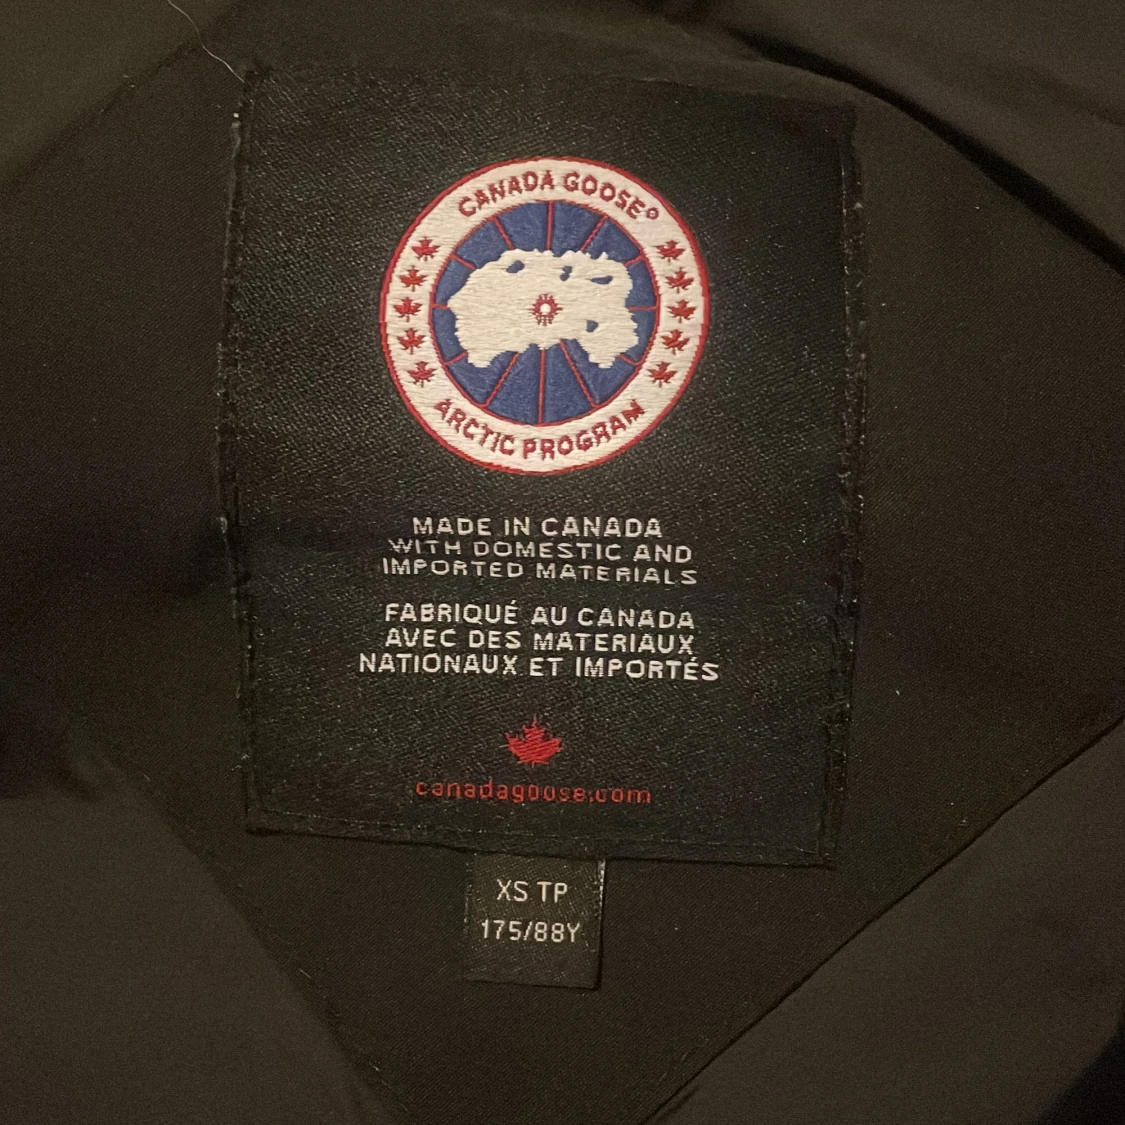 CANADA GOOSE®
ARCTIC PROGRAM
MADE IN CANADA
WITH DOMESTIC AND
IMPORTED MATERIALS
FABRIQUÉ AU CANADA
AVEC DES MATERIAUX
NATIONAUX ET IMPORTÉS
canadagoose.com
XS TP
175/88Y